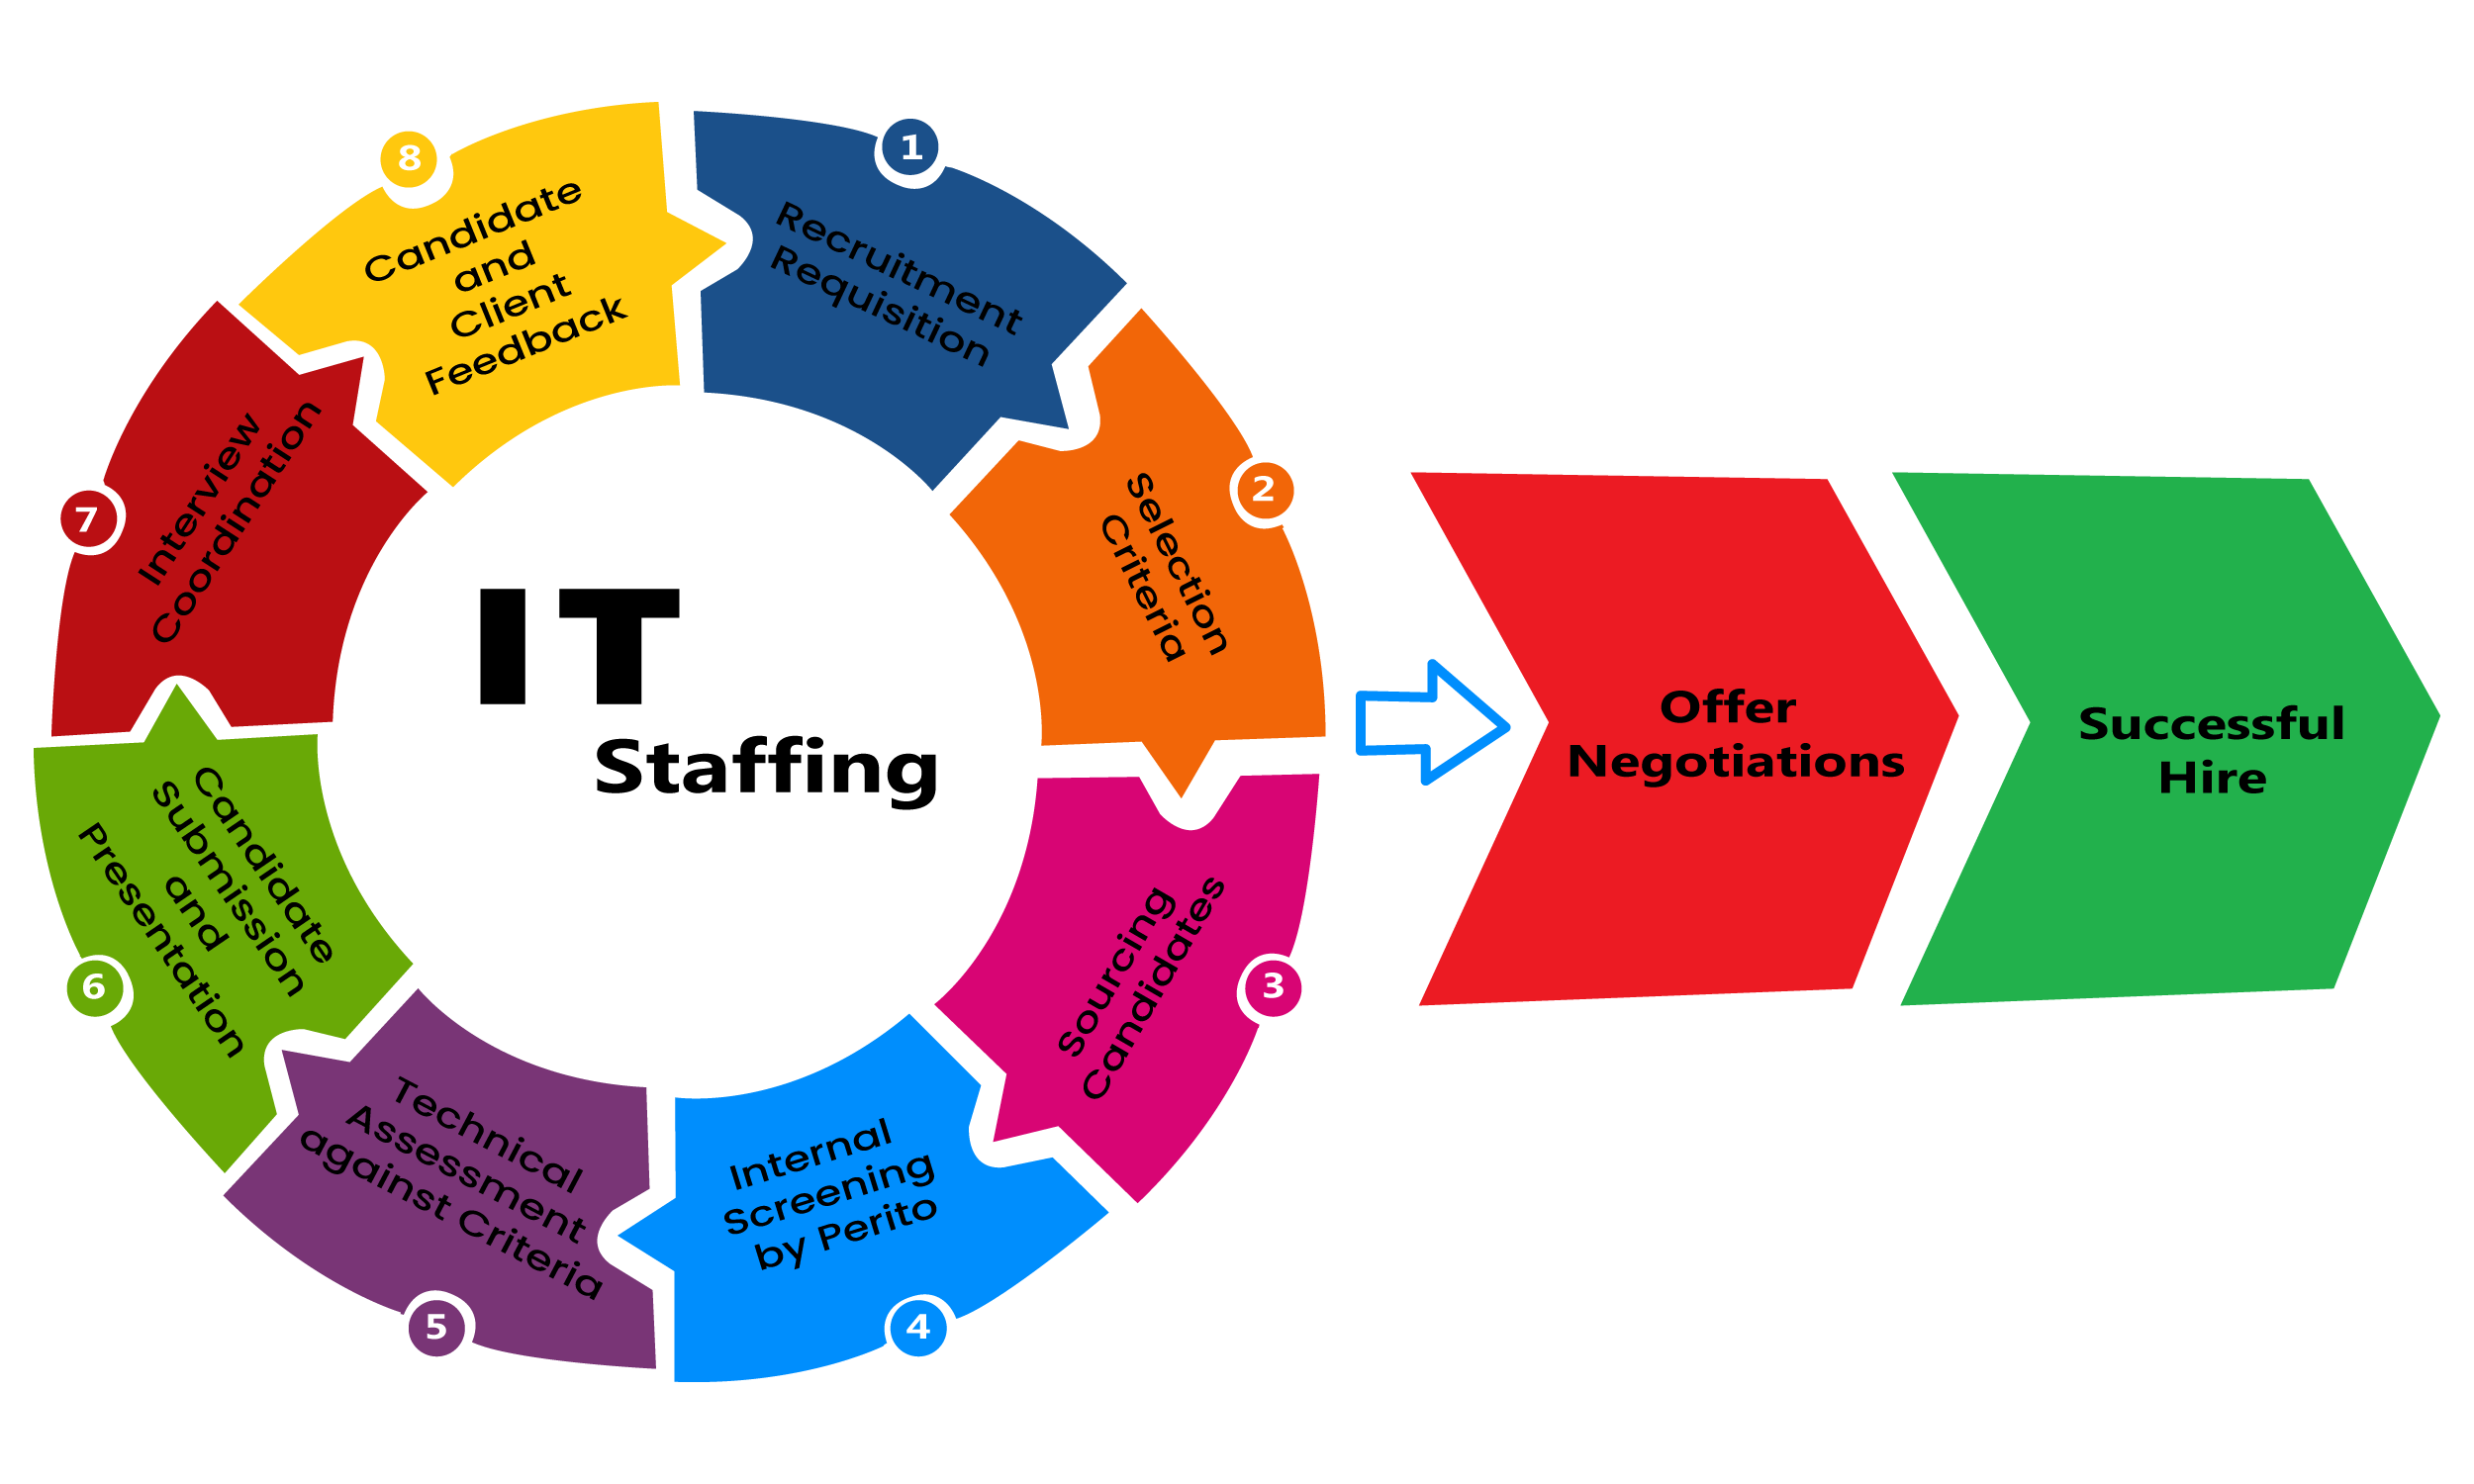 1
Recruitment
Requisition
2
Selection
Criteria
3
Sourcing
Candidates
4
Internal
screening
by Perito
5
Technical
Assessment
against Criteria
6
Candidate
submission
and
Presentation
7
Interview
Coordination
8
Candidate
and
Client
Feedback
IT
Staffing
Offer
Negotiations
Successful
Hire